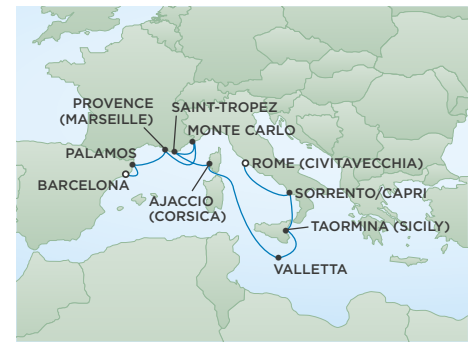 PROVENCE
(MARSEILLE)
SAINT-TROPEZ
MONTE CARLO
PALAMOS
BARCELONA
ROME (CIVITAVECCHIA)
AJACCIO
(CORSICA)
SORRENTO/CAPRI
TAORMINA (SICILY)
VALLETTA